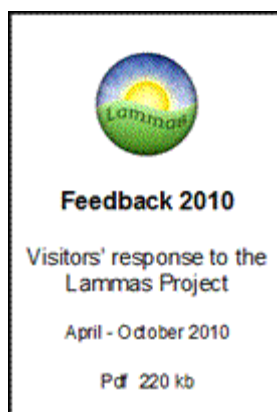 Lammas
Feedback 2010
Visitors' response to the
Lammas Project
April - October 2010
Pdf 220 kb